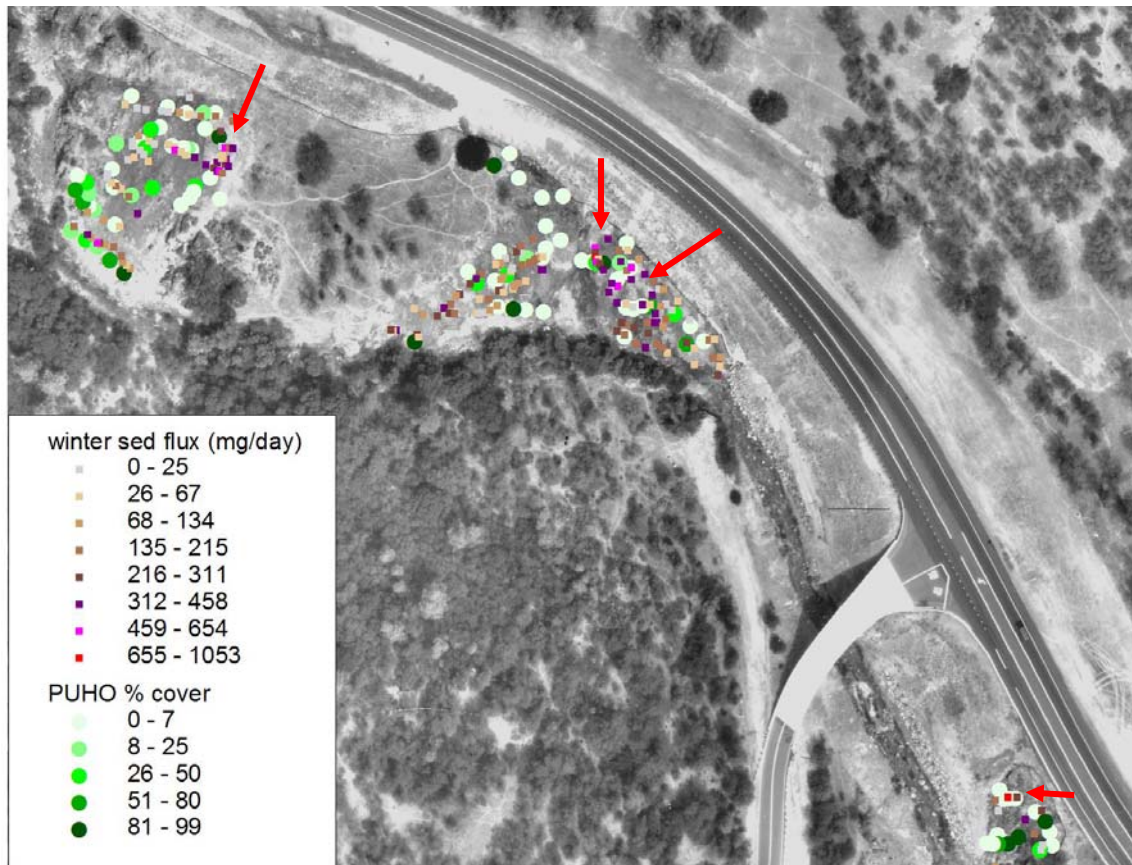 winter sed flux (mg/day)
0 - 25
26 - 67
68 - 134
135 - 215
216 - 311
312 - 458
459 - 654
655 - 1053
PUHO % cover
0 - 7
8 - 25
26 - 50
51 - 80
81 - 99